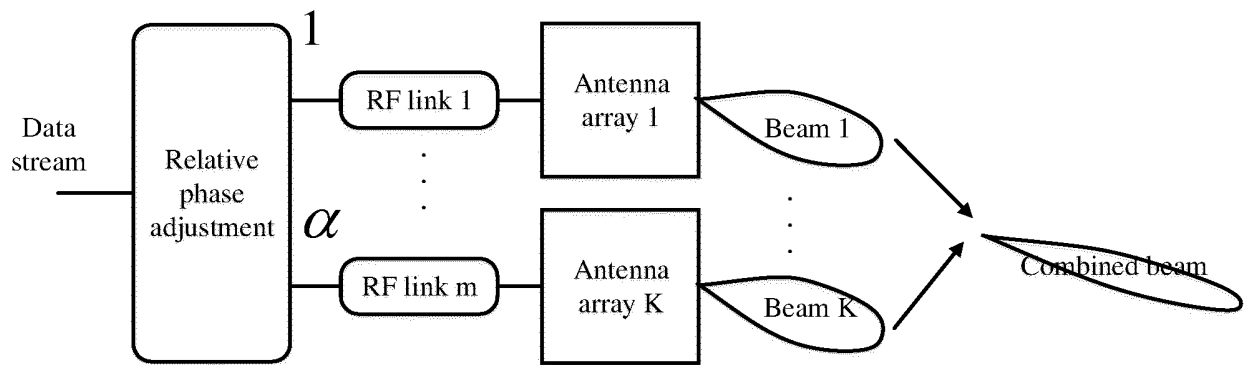 1
RF link 1
Antenna
array 1
Beam 1
Data
stream
Relative
phase
adjustment
α
RF link m
Antenna
array K
Beam K
Combined beam